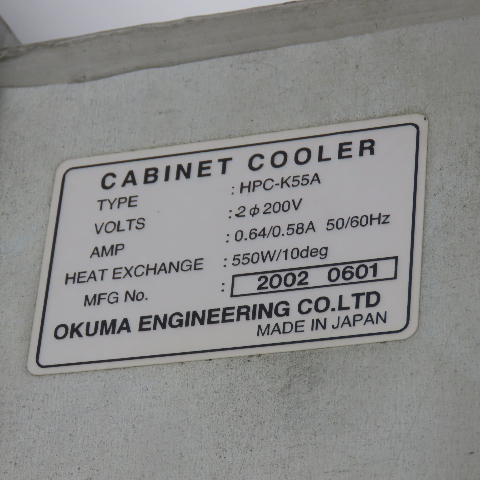 CABINET COOLER
TYPE : HPC-K55A
VOLTS : 2φ200V
AMP : 0.64/0.58A 50/60Hz
HEAT EXCHANGE : 550W/10deg
MFG No. : 2002 0601
OKUMA ENGINEERING CO.LTD
MADE IN JAPAN